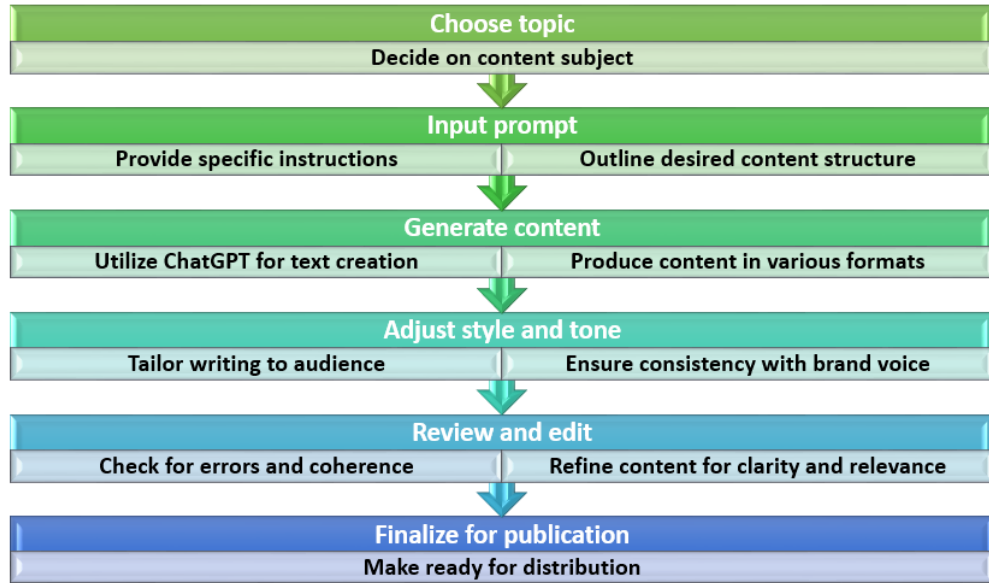 Choose topic
Decide on content subject
Input prompt
Provide specific instructions
Outline desired content structure
Generate content
Utilize ChatGPT for text creation
Produce content in various formats
Adjust style and tone
Tailor writing to audience
Ensure consistency with brand voice
Review and edit
Check for errors and coherence
Refine content for clarity and relevance
Finalize for publication
Make ready for distribution